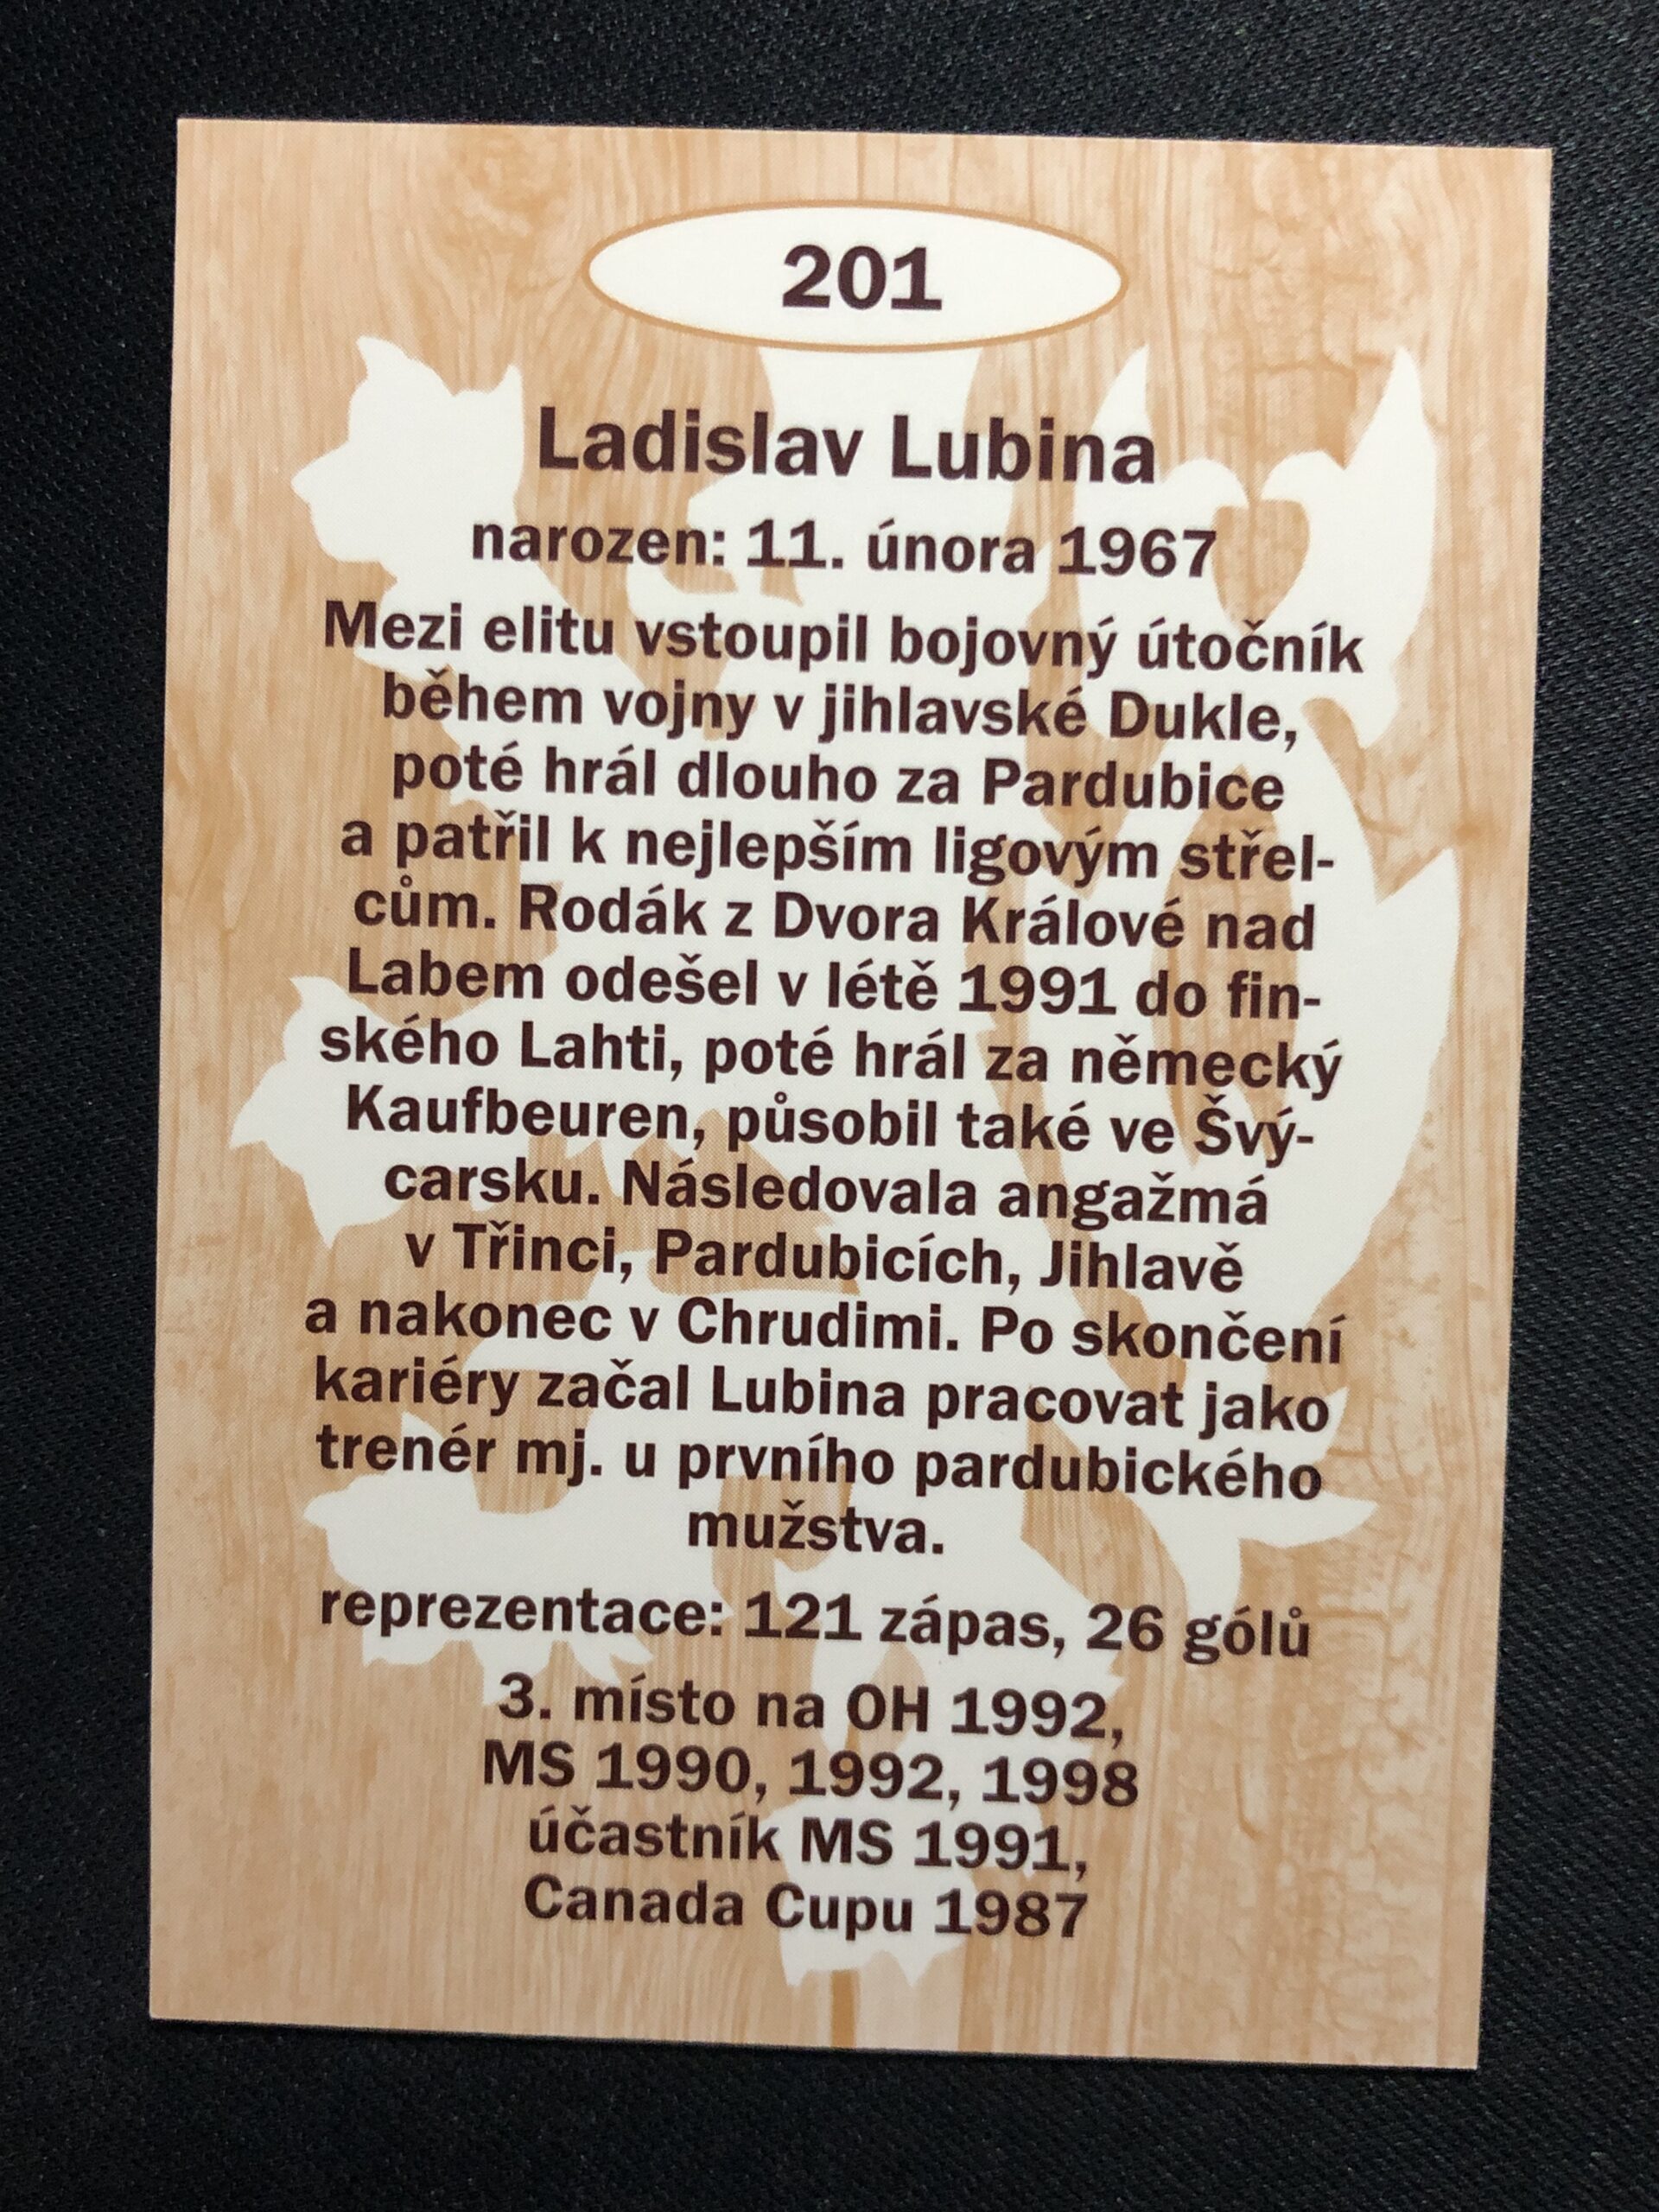 201
Ladislav Lubina
narozen: 11. února 1967
Mezi elitu vstoupil bojovný útočník
během vojny v jihlavské Dukle,
poté hrál dlouho za Pardubice
a patřil k nejlepším ligovým střel-
cům. Rodák z Dvora Králové nad
Labem odešel v létě 1991 do fin-
ského Lahti, poté hrál za německý
Kaufbeuren, působil také ve Švý-
carsku. Následovala angažmá
v Třinci, Pardubicích, Jihlavě
a nakonec v Chrudimi. Po skončení
kariéry začal Lubina pracovat jako
trenér mj. u prvního pardubického
mužstva.
reprezentace: 121 zápas, 26 gólů
3. místo na OH 1992,
MS 1990, 1992, 1998
účastník MS 1991,
Canada Cupu 1987